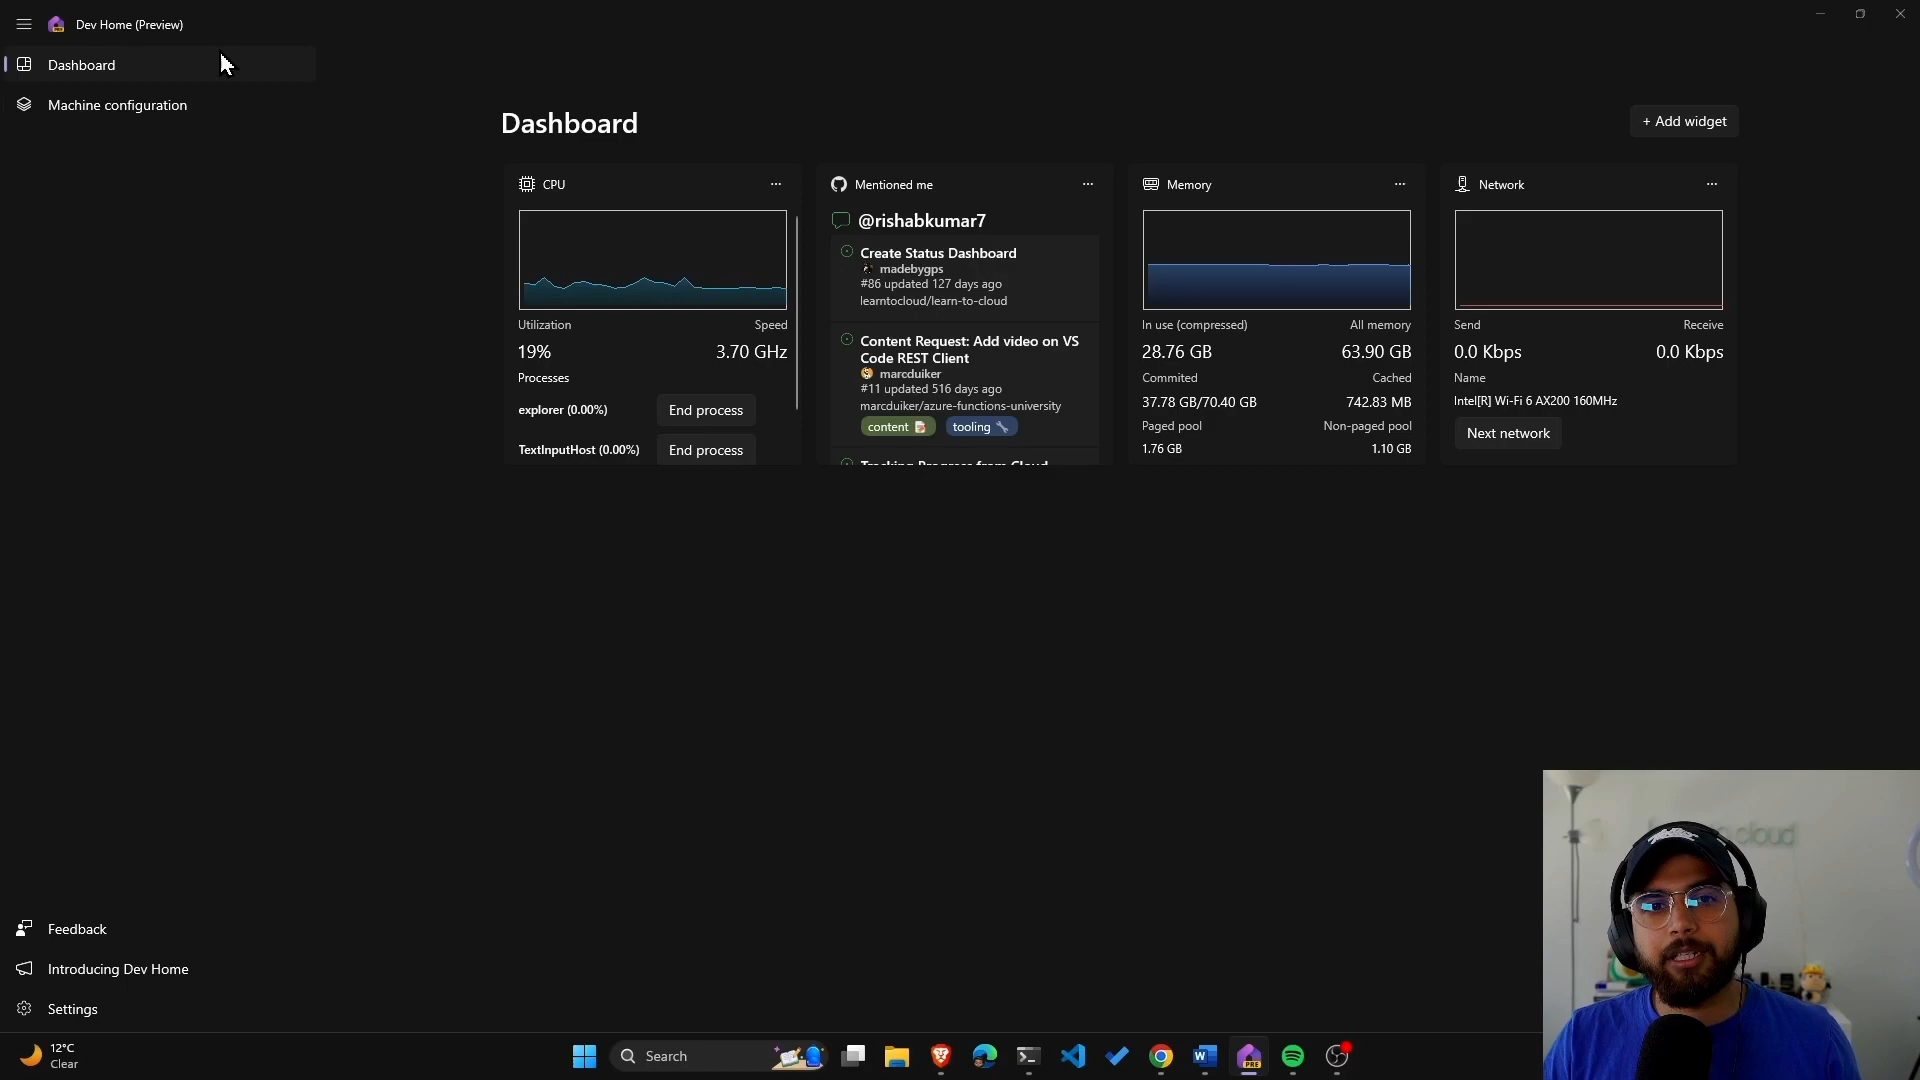 Dev Home (Preview)
Dashboard
Machine configuration
Dashboard
+ Add widget
CPU
Utilization
Speed
19%
3.70 GHz
Processes
explorer (0.00%)
End process
TextInputHost (0.00%)
End process
Mentioned me
@rishabkumar7
Create Status Dashboard
madebygps
#86 updated 127 days ago
learntocloud/learn-to-cloud
Content Request: Add video on VS
Code REST Client
marcduiker
#11 updated 516 days ago
marcduiker/azure-functions-university
content
tooling
Tracking Progress from Cloud
Memory
In use (compressed)
All memory
28.76 GB
63.90 GB
Commited
Cached
37.78 GB/70.40 GB
742.83 MB
Paged pool
Non-paged pool
1.76 GB
1.10 GB
Network
Send
Receive
0.0 Kbps
0.0 Kbps
Name
Intel[R] Wi-Fi 6 AX200 160MHz
Next network
cloud
Feedback
Introducing Dev Home
Settings
12°C
Clear
Search
W
PRE